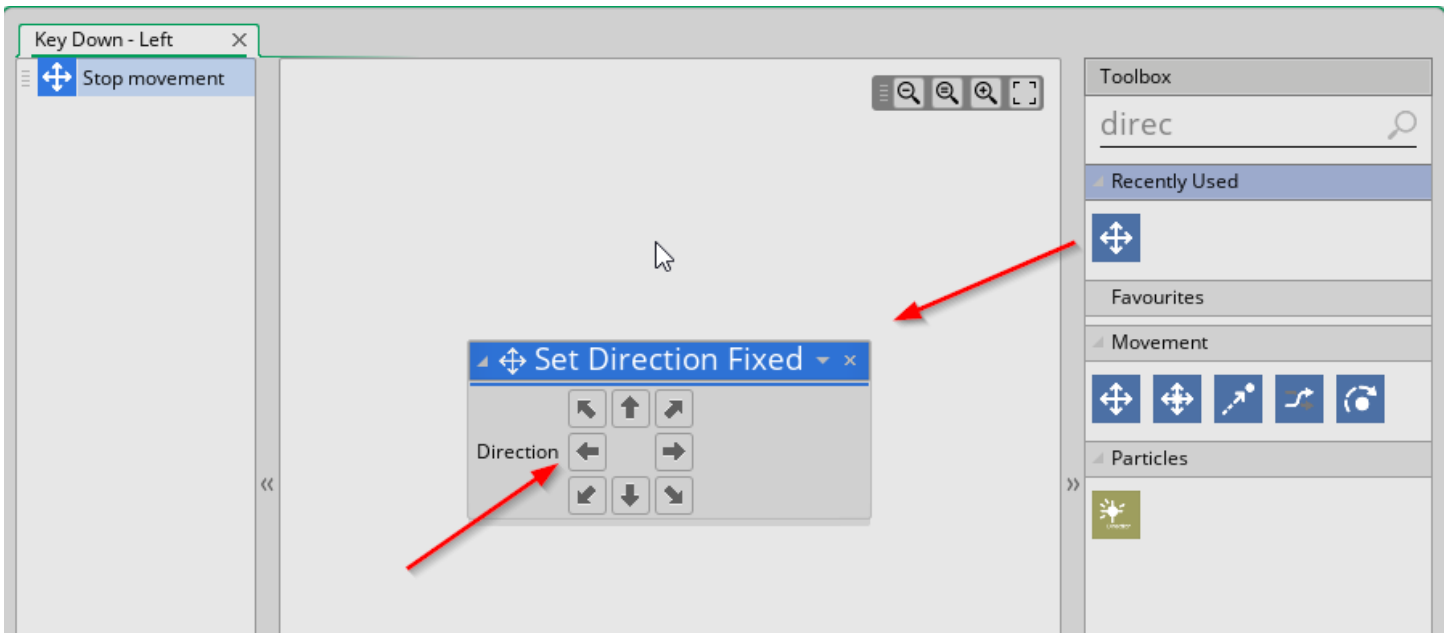 Key Down - Left
Stop movement
Toolbox
direc
Recently Used
Favourites
Set Direction Fixed
Movement
Direction
Particles